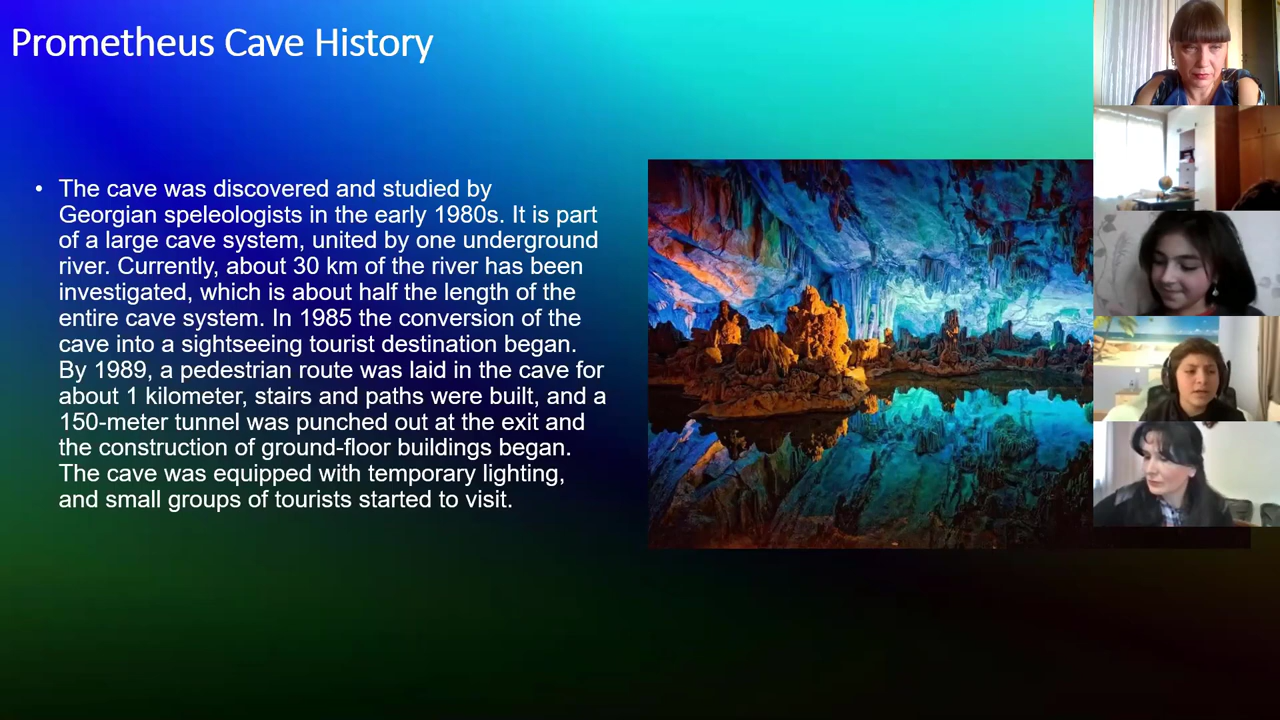 Prometheus Cave History
• The cave was discovered and studied by
Georgian speleologists in the early 1980s. It is part
of a large cave system, united by one underground
river. Currently, about 30 km of the river has been
investigated, which is about half the length of the
entire cave system. In 1985 the conversion of the
cave into a sightseeing tourist destination began.
By 1989, a pedestrian route was laid in the cave for
about 1 kilometer, stairs and paths were built, and a
150-meter tunnel was punched out at the exit and
the construction of ground-floor buildings began.
The cave was equipped with temporary lighting,
and small groups of tourists started to visit.